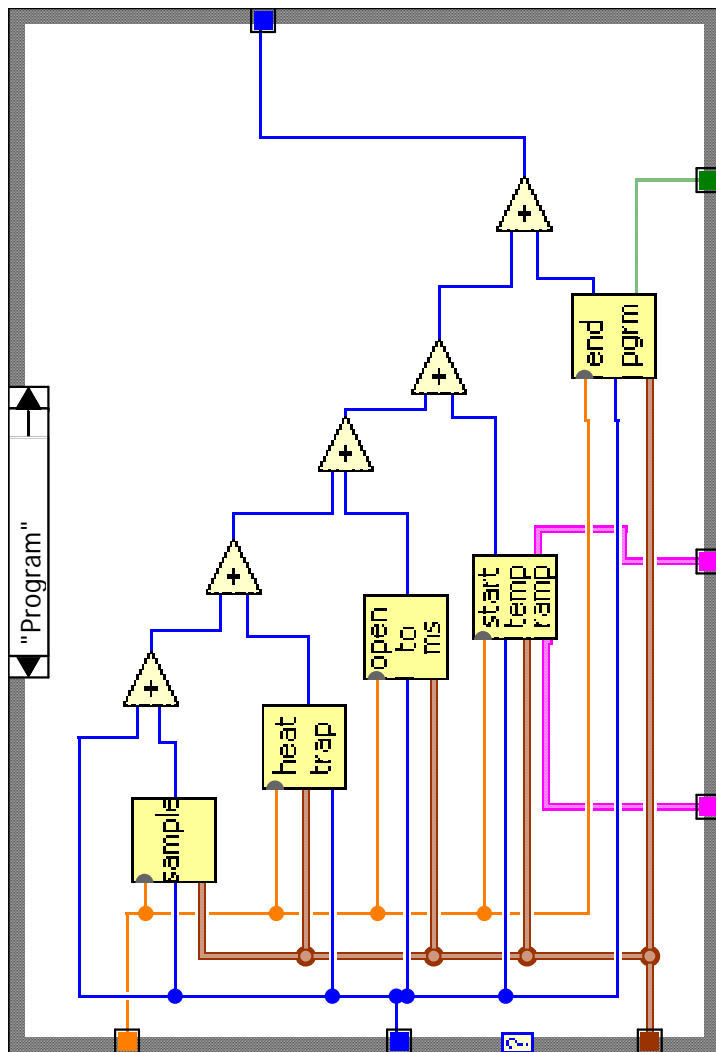 "Program"
sample
heat
trap
open
to
ms
start
temp
ramp
end
pgrm
+
+
+
+
+
?